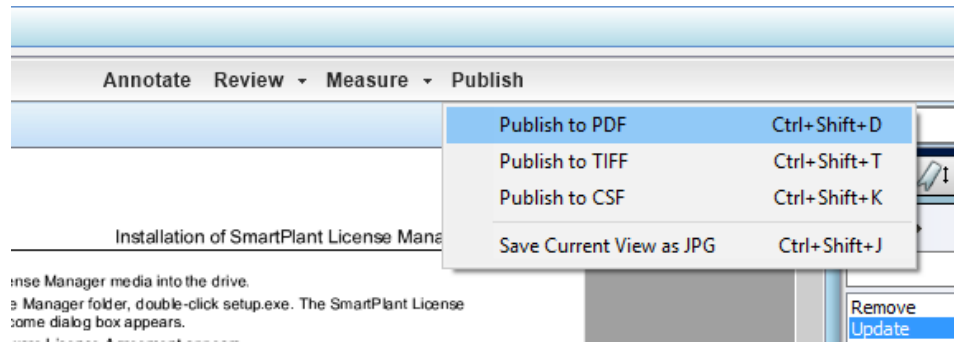 Annotate Review Measure Publish
Publish to PDF Ctrl+Shift+D
Publish to TIFF Ctrl+Shift+T
Publish to CSF Ctrl+Shift+K
Save Current View as JPG Ctrl+Shift+J
Installation of SmartPlant License Mana
ense Manager media into the drive.
e Manager folder, double-click setup.exe. The SmartPlant License
come dialog box appears.
Remove
Update